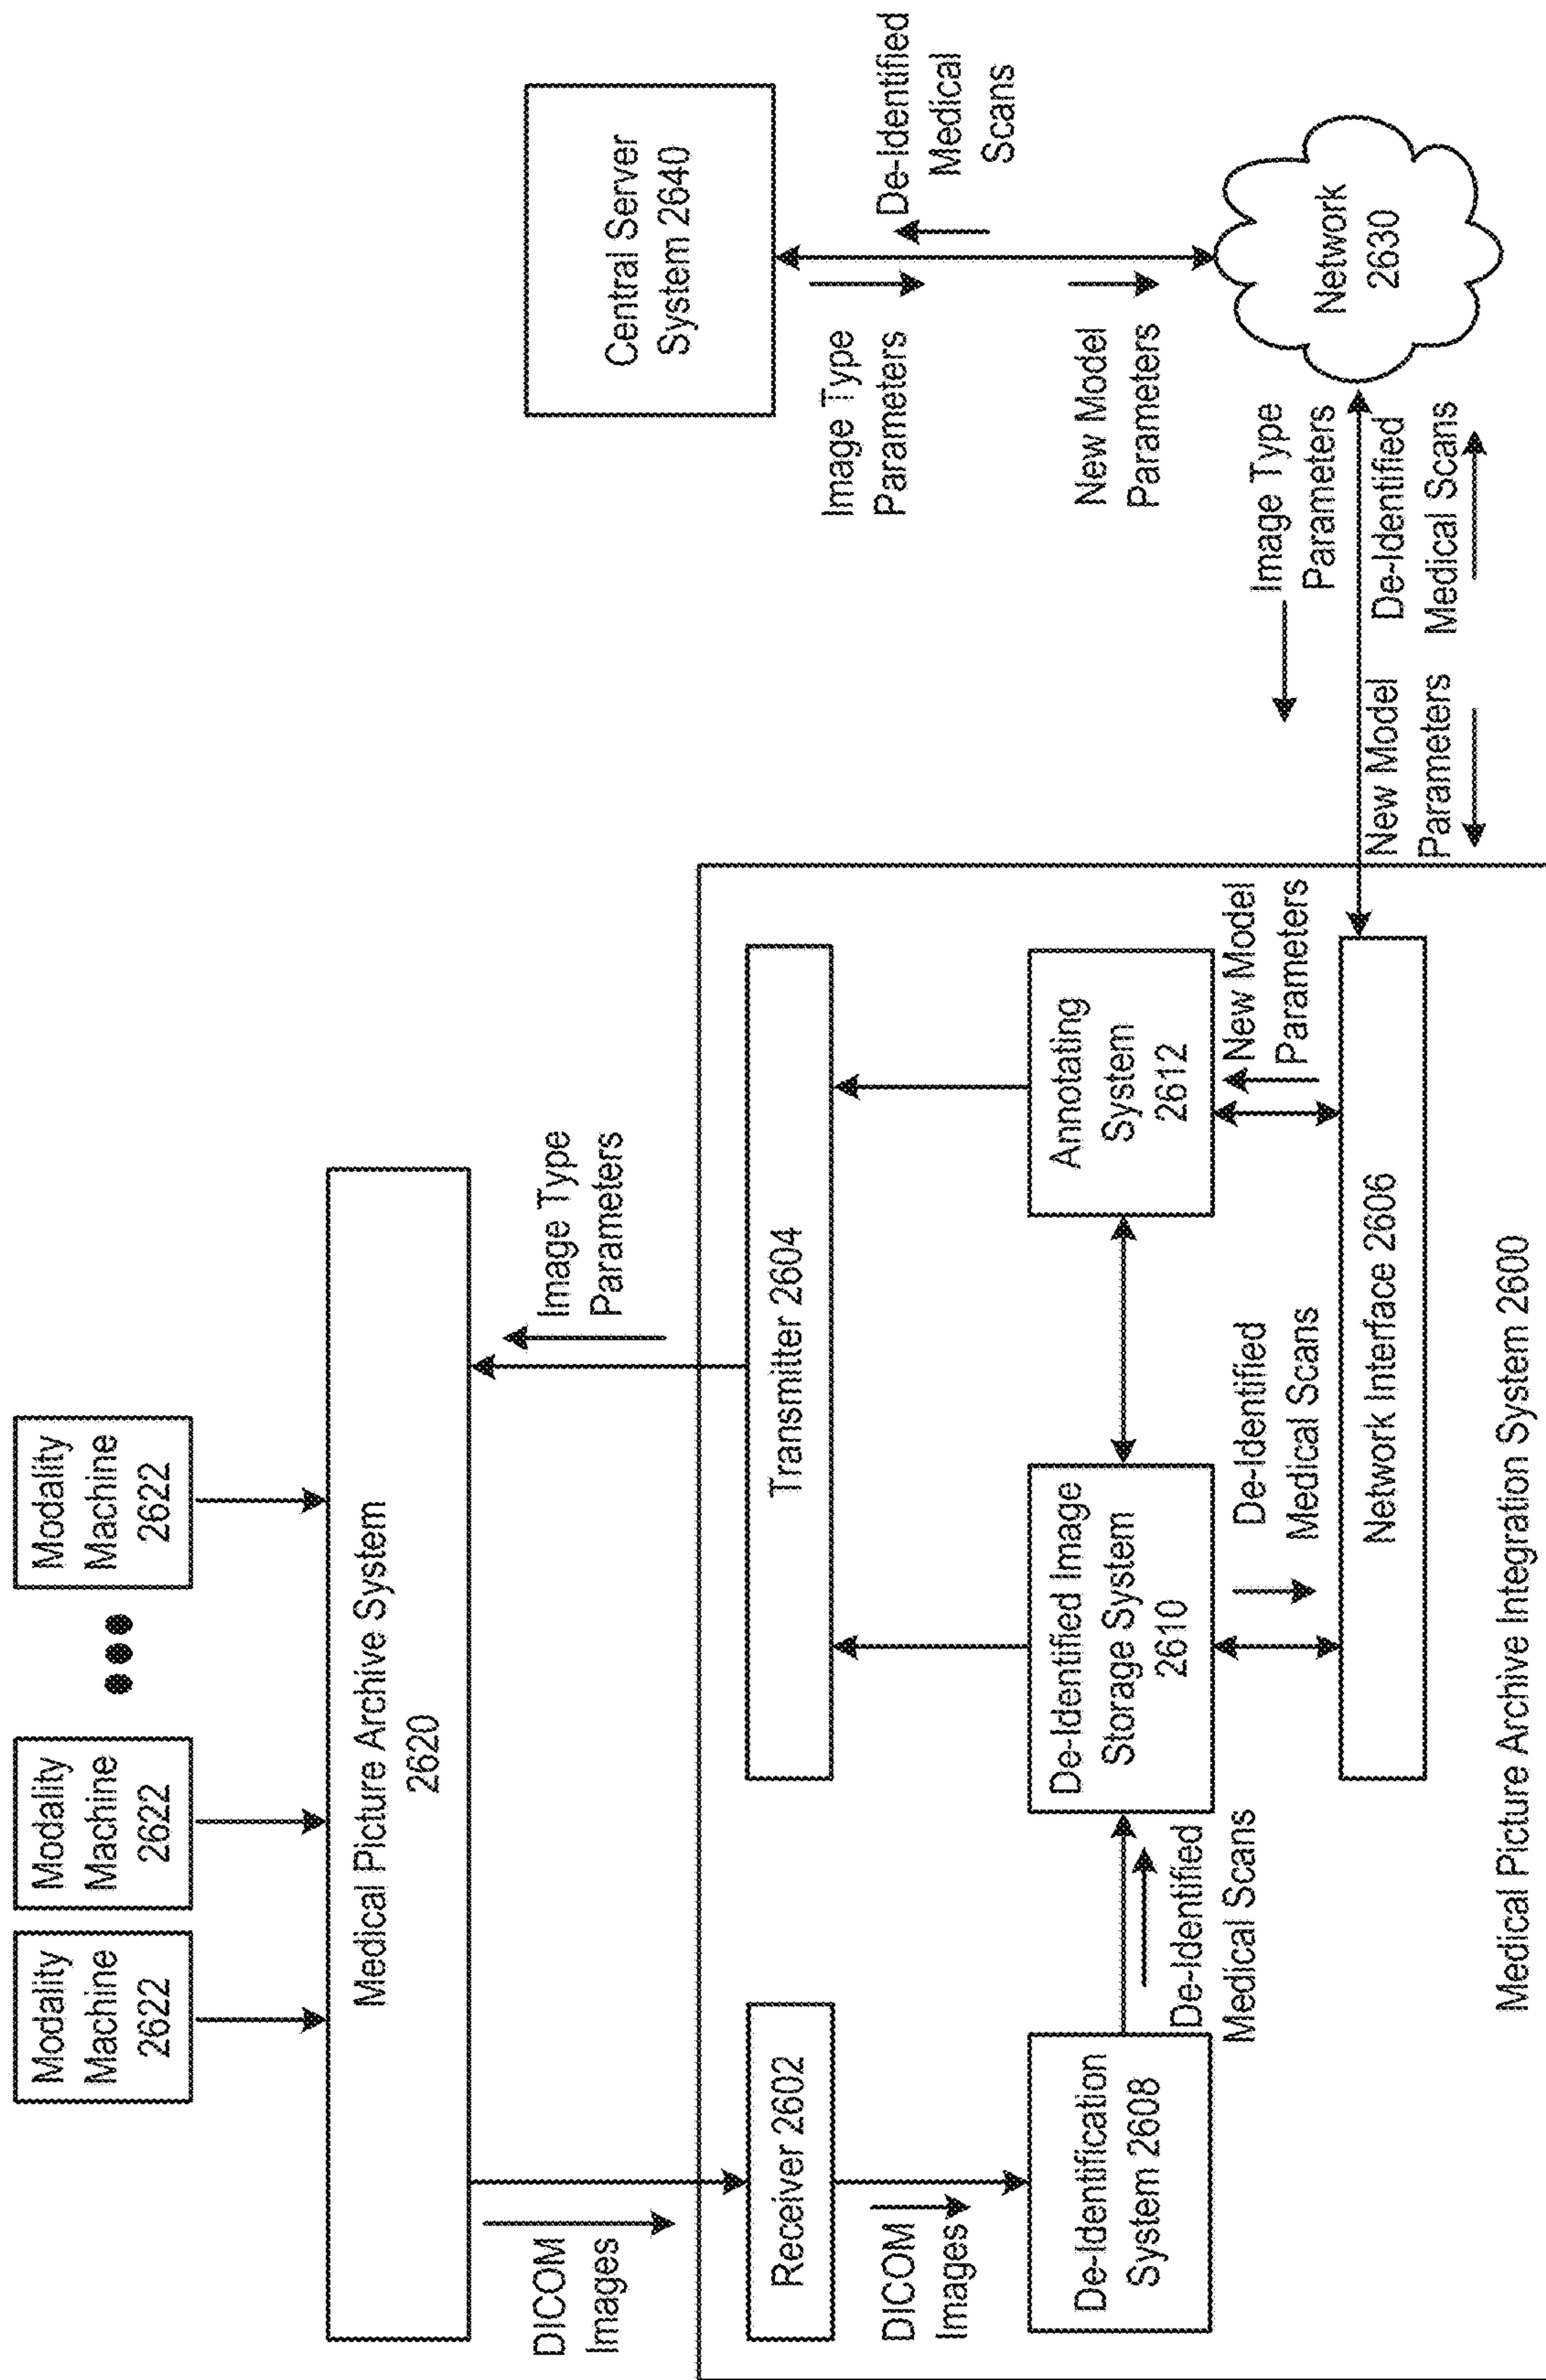 Modality
Machine
2622
Modality
Machine
2622
Modality
Machine
2622
Medical Picture Archive System
2620
DICOM
Images
Image Type
Parameters
Receiver 2602
Transmitter 2604
DICOM
Images
De-Identification
System 2608
De-Identified
Medical Scans
De-Identified Image
Storage System
2610
Annotating
System
2612
De-Identified
Medical Scans
New Model
Parameters
Network Interface 2606
Medical Picture Archive Integration System 2600
Central Server
System 2640
Image Type
Parameters
De-Identified
Medical
Scans
New Model
Parameters
Image Type
Parameters
New Model
Parameters
De-Identified
Medical Scans
Network
2630